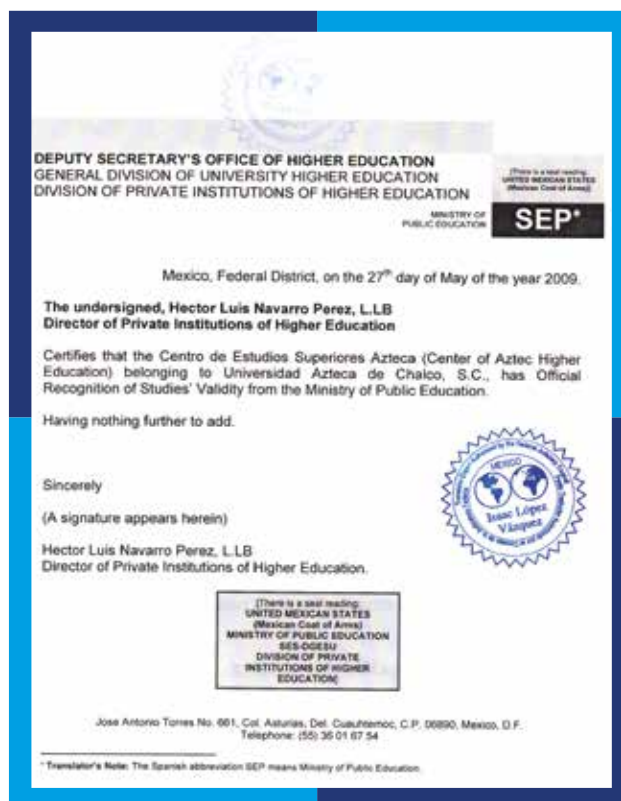 DEPUTY SECRETARY'S OFFICE OF HIGHER EDUCATION
GENERAL DIVISION OF UNIVERSITY HIGHER EDUCATION
DIVISION OF PRIVATE INSTITUTIONS OF HIGHER EDUCATION
(There is a seal reading:
UNITED MEXICAN STATES
(Mexican Coat of Arms)
MINISTRY OF
PUBLIC EDUCATION
SEP*
Mexico, Federal District, on the 27th day of May of the year 2009.
The undersigned, Hector Luis Navarro Perez, L.LB
Director of Private Institutions of Higher Education
Certifies that the Centro de Estudios Superiores Azteca (Center of Aztec Higher
Education) belonging to Universidad Azteca de Chalco, S.C., has Official
Recognition of Studies' Validity from the Ministry of Public Education.
Having nothing further to add.
MEXICO
Isaac López
Vázquez
Sincerely
(A signature appears herein)
Hector Luis Navarro Perez, L.LB
Director of Private Institutions of Higher Education.
(There is a seal reading:
UNITED MEXICAN STATES
(Mexican Coat of Arms)
MINISTRY OF PUBLIC EDUCATION
SES-DGESU
DIVISION OF PRIVATE
INSTITUTIONS OF HIGHER
EDUCATION)
Jose Antonio Torres No. 661, Col. Asturias, Del. Cuauhtemoc, C.P. 06890, Mexico, D.F.
Telephone: (55) 36 01 67 54
* Translator's Note: The Spanish abbreviation SEP means Ministry of Public Education.